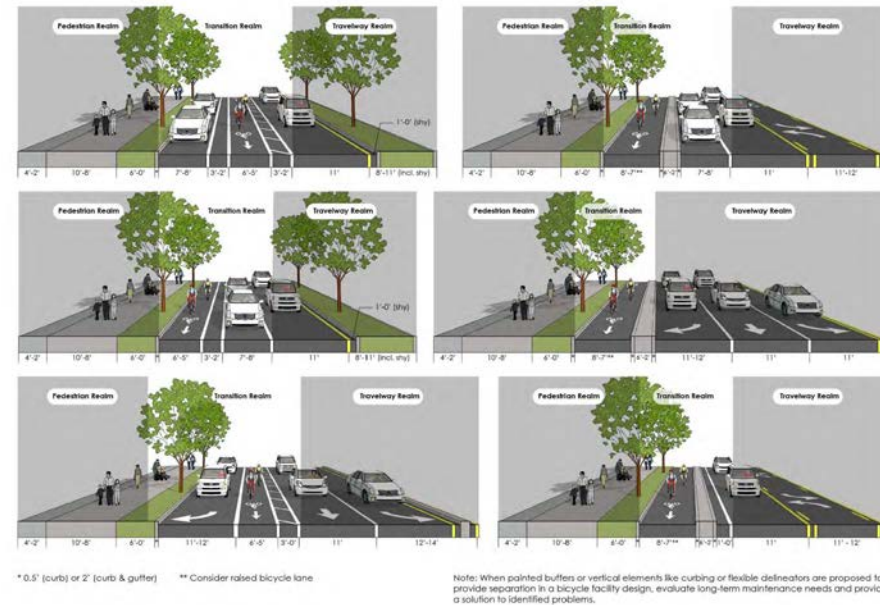 Pedestrian Realm Transition Realm Travelway Realm
1'-0" (shy)
4'-2' 10'-8' 6'-0' * 7'-8' 3'-2' 6'-5' 3'-2' 11' 8'-11' (incl. shy)
Pedestrian Realm Transition Realm Travelway Realm
4'-2' 10'-8' 6'-0' * 8'-7'** 7'-8' 11' 11'-12'
Pedestrian Realm Transition Realm Travelway Realm
1'-0" (shy)
4'-2' 10'-8' 6'-0' * 6'-5' 3'-2' 7'-8' 11' 8'-11' (incl. shy)
Pedestrian Realm Transition Realm Travelway Realm
4'-2' 10'-8' 6'-0' * 8'-7'** 4'-2' 11'-12' 11' 11'
Pedestrian Realm Transition Realm Travelway Realm
4'-2' 10'-8' 6'-0' * 11'-12' 6'-5' 3'-0' 11' 12'-14'
Pedestrian Realm Transition Realm Travelway Realm
4'-2' 10'-8' 6'-0' * 8'-7'** 11' 11' - 12'
* 0.5' (curb) or 2' (curb & gutter) ** Consider raised bicycle lane
Note: When painted buffers or vertical elements like curbing or flexible delineators are proposed to
provide separation in a bicycle facility design, evaluate long-term maintenance needs and
a solution to identified problems.